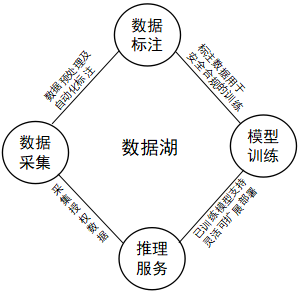 数据
标注
数据预处理及
自动化标注
标注数据用于
安全合规的训练
数据
采集
数据湖
模型
训练
采集授权数据
已训练模型支持
灵活可扩展部署
推理
服务